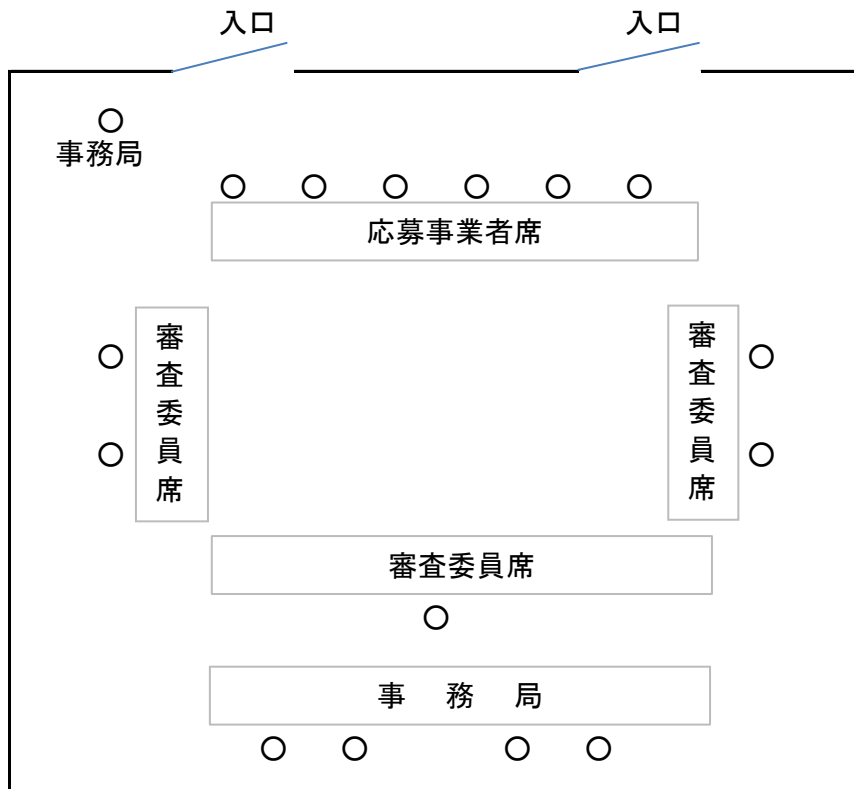 入口
入口
事務局
応募事業者席
審査委員席
審査委員席
審査委員席
事 務 局